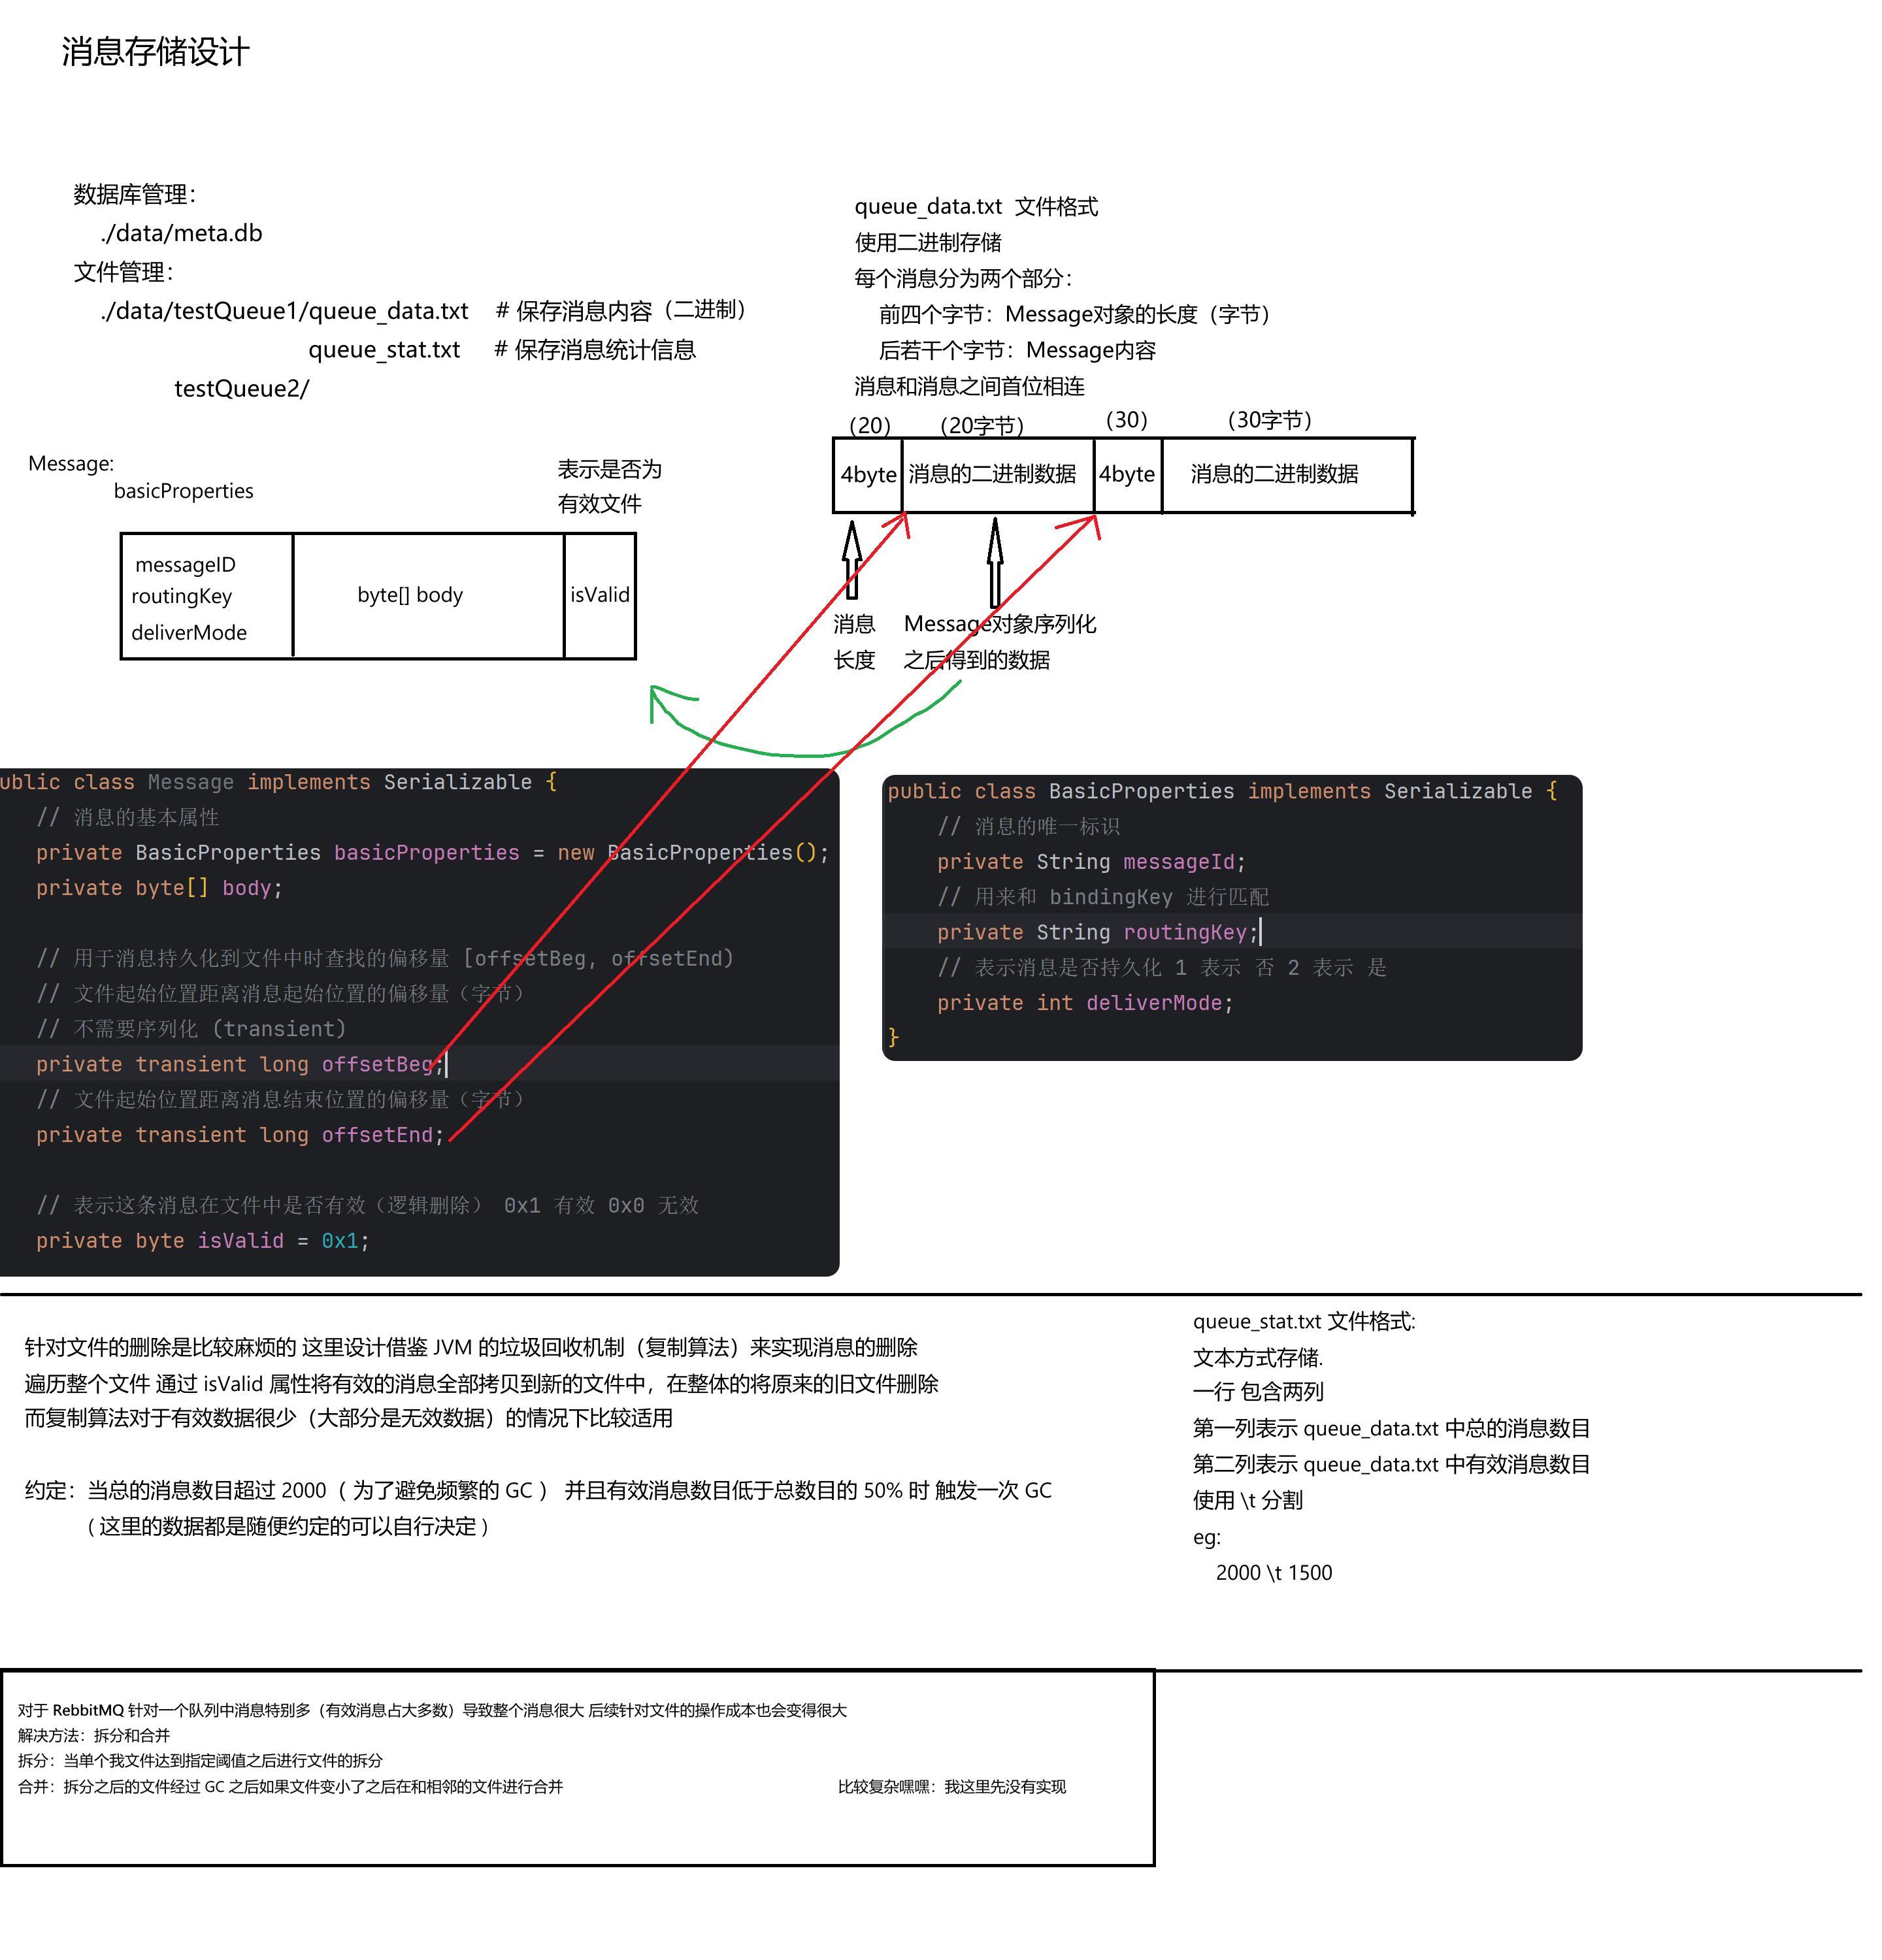 消息存储设计
数据库管理：
./data/meta.db
文件管理：
./data/testQueue1/queue_data.txt # 保存消息内容（二进制）
queue_stat.txt # 保存消息统计信息
testQueue2/
queue_data.txt 文件格式
使用二进制存储
每个消息分为两个部分：
前四个字节：Message对象的长度（字节）
后若干个字节：Message内容
消息和消息之间首位相连
（20） （20字节） （30） （30字节）
4byte 消息的二进制数据 4byte 消息的二进制数据
消息
长度
Message对象序列化
之后得到的数据
Message:
basicProperties
表示是否为
有效文件
messageID
routingKey
deliverMode
byte[] body
isValid
ublic class Message implements Serializable {
// 消息的基本属性
private BasicProperties basicProperties = new BasicProperties();
private byte[] body;
// 用于消息持久化到文件中时查找的偏移量 [offsetBeg, offsetEnd)
// 文件起始位置距离消息起始位置的偏移量（字节）
// 不需要序列化 (transient)
private transient long offsetBeg;
// 文件起始位置距离消息结束位置的偏移量（字节）
private transient long offsetEnd;
// 表示这条消息在文件中是否有效（逻辑删除） 0x1 有效 0x0 无效
private byte isValid = 0x1;
public class BasicProperties implements Serializable {
// 消息的唯一标识
private String messageId;
// 用来和 bindingKey 进行匹配
private String routingKey;
// 表示消息是否持久化 1 表示 否 2 表示 是
private int deliverMode;
}
针对文件的删除是比较麻烦的 这里设计借鉴 JVM 的垃圾回收机制（复制算法）来实现消息的删除
遍历整个文件 通过 isValid 属性将有效的消息全部拷贝到新的文件中，在整体的将原来的旧文件删除
而复制算法对于有效数据很少（大部分是无效数据）的情况下比较适用
约定：当总的消息数目超过 2000（ 为了避免频繁的 GC ） 并且有效消息数目低于总数目的 50% 时 触发一次 GC
（ 这里的数据都是随便约定的可以自行决定 ）
queue_stat.txt 文件格式:
文本方式存储.
一行 包含两列
第一列表示 queue_data.txt 中总的消息数目
第二列表示 queue_data.txt 中有效消息数目
使用 \t 分割
eg:
2000 \t 1500
对于 RebbitMQ 针对一个队列中消息特别多（有效消息占大多数）导致整个消息很大 后续针对文件的操作成本也会变得很大
解决方法：拆分和合并
拆分：当单个我文件达到指定阈值之后进行文件的拆分
合并：拆分之后的文件经过 GC 之后如果文件变小了之后在和相邻的文件进行合并 比较复杂嘿嘿：我这里先没有实现